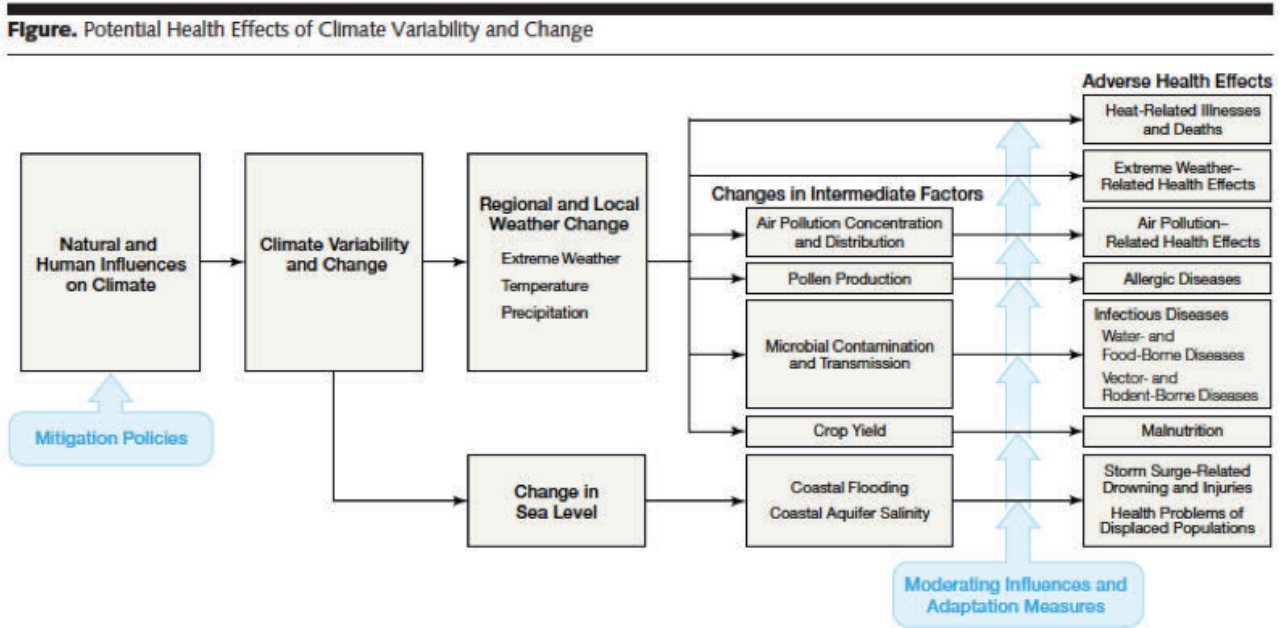 Figure. Potential Health Effects of Climate Variability and Change
Adverse Health Effects
Heat-Related Illnesses
and Deaths
Extreme Weather–
Related Health Effects
Changes in Intermediate Factors
Regional and Local
Weather Change
Extreme Weather
Temperature
Precipitation
Natural and
Human Influences
on Climate
Climate Variability
and Change
Air Pollution Concentration
and Distribution
Air Pollution–
Related Health Effects
Pollen Production
Allergic Diseases
Microbial Contamination
and Transmission
Infectious Diseases
Water- and
Food-Borne Diseases
Vector- and
Rodent-Borne Diseases
Mitigation Policies
Crop Yield
Malnutrition
Change in
Sea Level
Coastal Flooding
Coastal Aquifer Salinity
Storm Surge-Related
Drowning and Injuries
Health Problems of
Displaced Populations
Moderating Influences and
Adaptation Measures